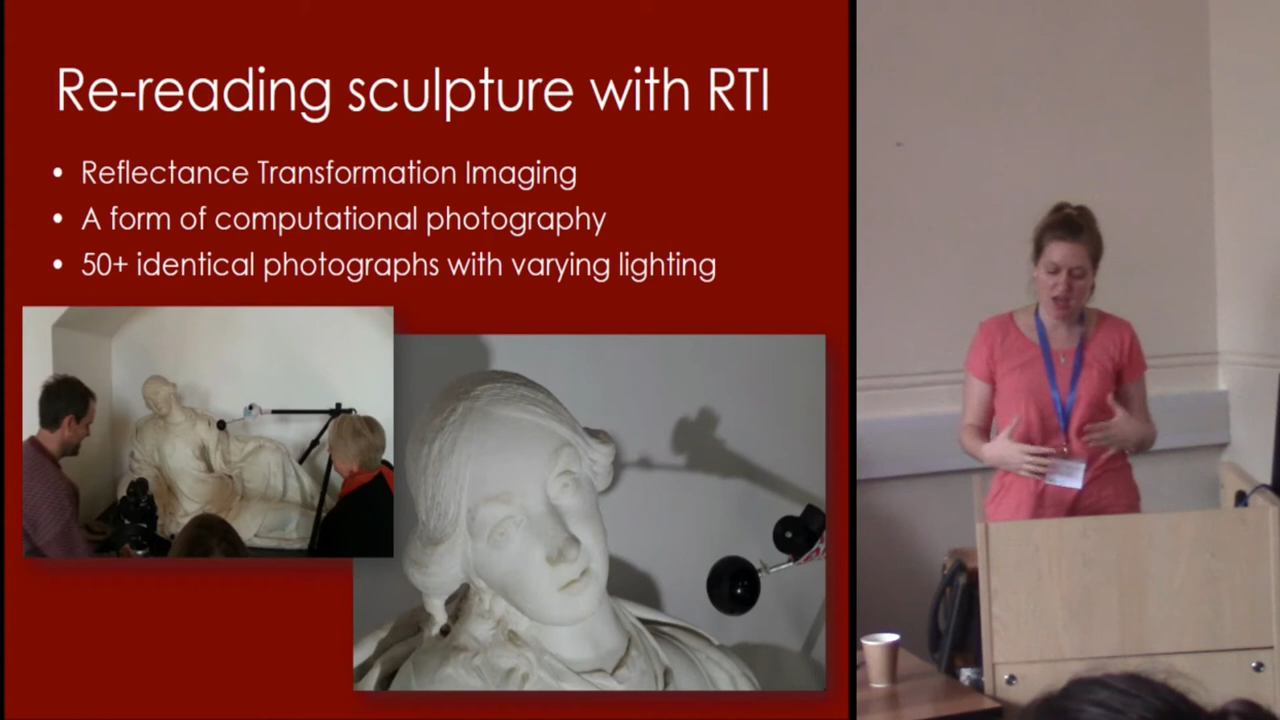 Re-reading sculpture with RTI
• Reflectance Transformation Imaging
• A form of computational photography
• 50+ identical photographs with varying lighting